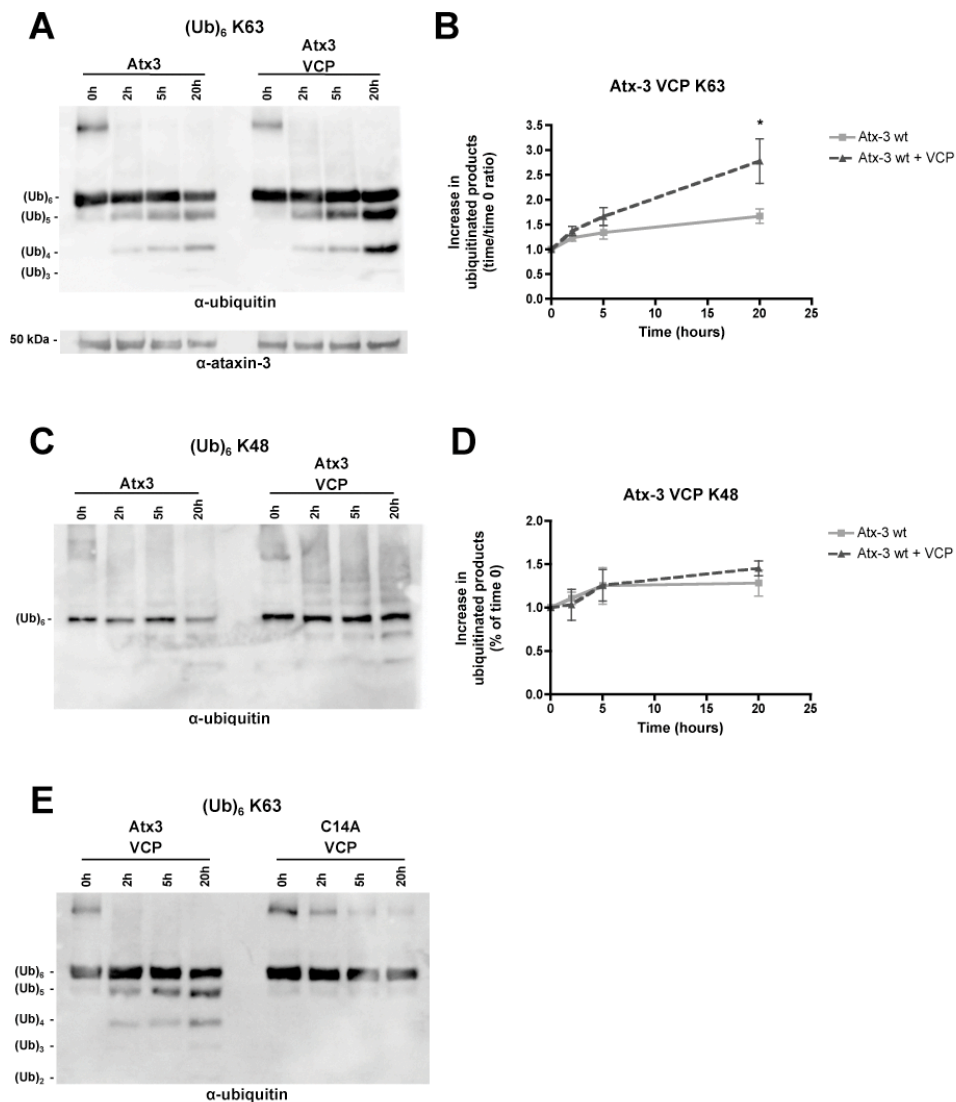 A
(Ub)₆ K63
Atx3
Atx3
VCP
0h 2h 5h 20h 0h 2h 5h 20h
(Ub)₆ -
(Ub)₅ -
(Ub)₄ -
(Ub)₃ -
α-ubiquitin
50 kDa -
α-ataxin-3
B
Atx-3 VCP K63
Increase in
ubiquitinated products
(time/time 0 ratio)
3.5
3.0
2.5
2.0
1.5
1.0
0.5
0.0
*
0 5 10 15 20 25
Time (hours)
Atx-3 wt
Atx-3 wt + VCP
C
(Ub)₆ K48
Atx3
Atx3
VCP
0h 2h 5h 20h 0h 2h 5h 20h
(Ub)₆ -
α-ubiquitin
D
Atx-3 VCP K48
Increase in
ubiquitinated products
(% of time 0)
2.0
1.5
1.0
0.5
0.0
0 5 10 15 20 25
Time (hours)
Atx-3 wt
Atx-3 wt + VCP
E
(Ub)₆ K63
Atx3
VCP
C14A
VCP
0h 2h 5h 20h 0h 2h 5h 20h
(Ub)₆ -
(Ub)₅ -
(Ub)₄ -
(Ub)₃ -
(Ub)₂ -
α-ubiquitin